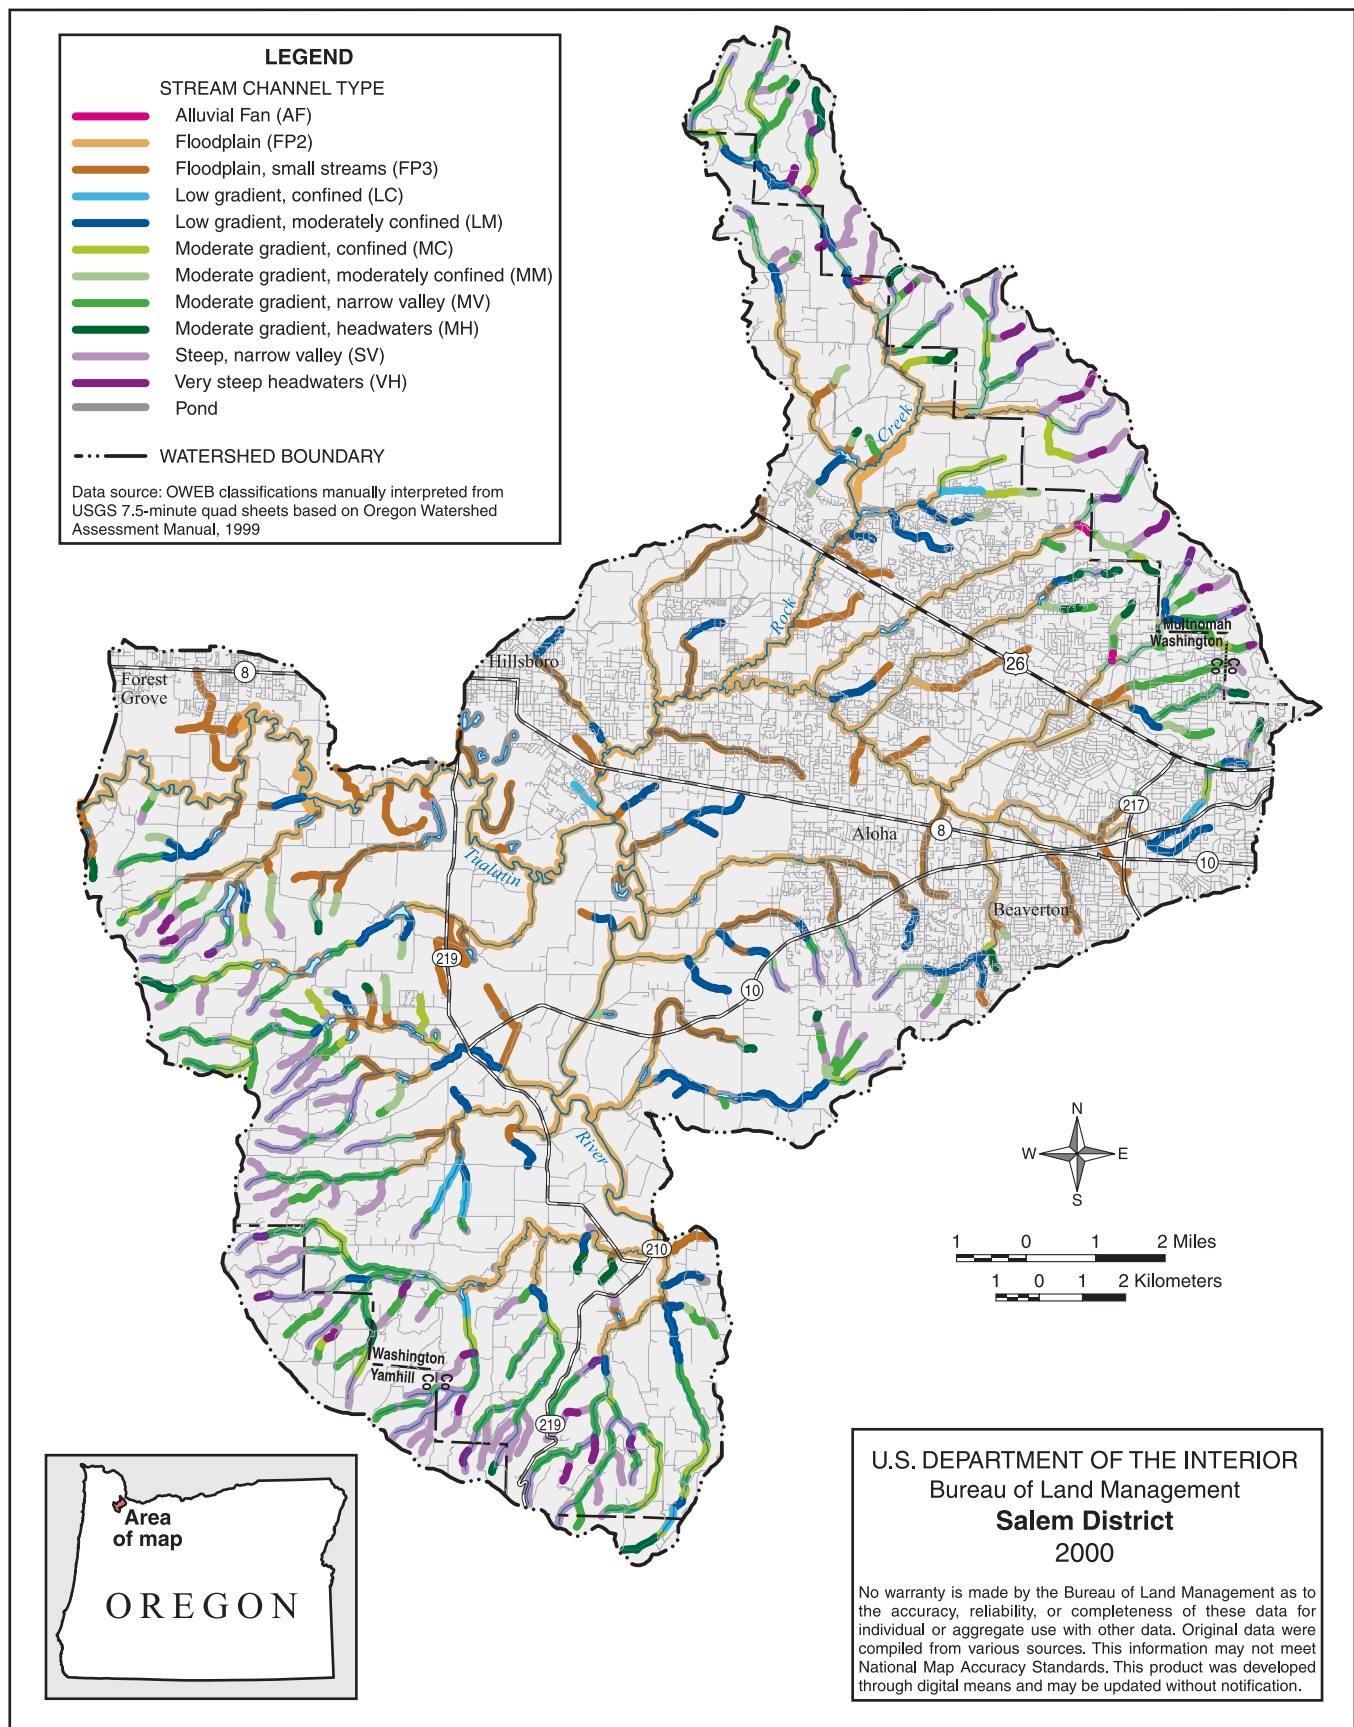 LEGEND
STREAM CHANNEL TYPE
Alluvial Fan (AF)
Floodplain (FP2)
Floodplain, small streams (FP3)
Low gradient, confined (LC)
Low gradient, moderately confined (LM)
Moderate gradient, confined (MC)
Moderate gradient, moderately confined (MM)
Moderate gradient, narrow valley (MV)
Moderate gradient, headwaters (MH)
Steep, narrow valley (SV)
Very steep headwaters (VH)
Pond
WATERSHED BOUNDARY
Data source: OWEB classifications manually interpreted from
USGS 7.5-minute quad sheets based on Oregon Watershed
Assessment Manual, 1999
Creek
Rock
Multnomah
Washington
Co
Co
26
Hillsboro
8
Forest
Grove
217
Aloha
8
10
Tualatin
Beaverton
219
10
River
210
N
W
E
S
1 0 1 2 Miles
1 0 1 2 Kilometers
Washington
Yamhill
Co
Co
219
Area
of map
OREGON
U.S. DEPARTMENT OF THE INTERIOR
Bureau of Land Management
Salem District
2000
No warranty is made by the Bureau of Land Management as to
the accuracy, reliability, or completeness of these data for
individual or aggregate use with other data. Original data were
compiled from various sources. This information may not meet
National Map Accuracy Standards. This product was developed
through digital means and may be updated without notification.